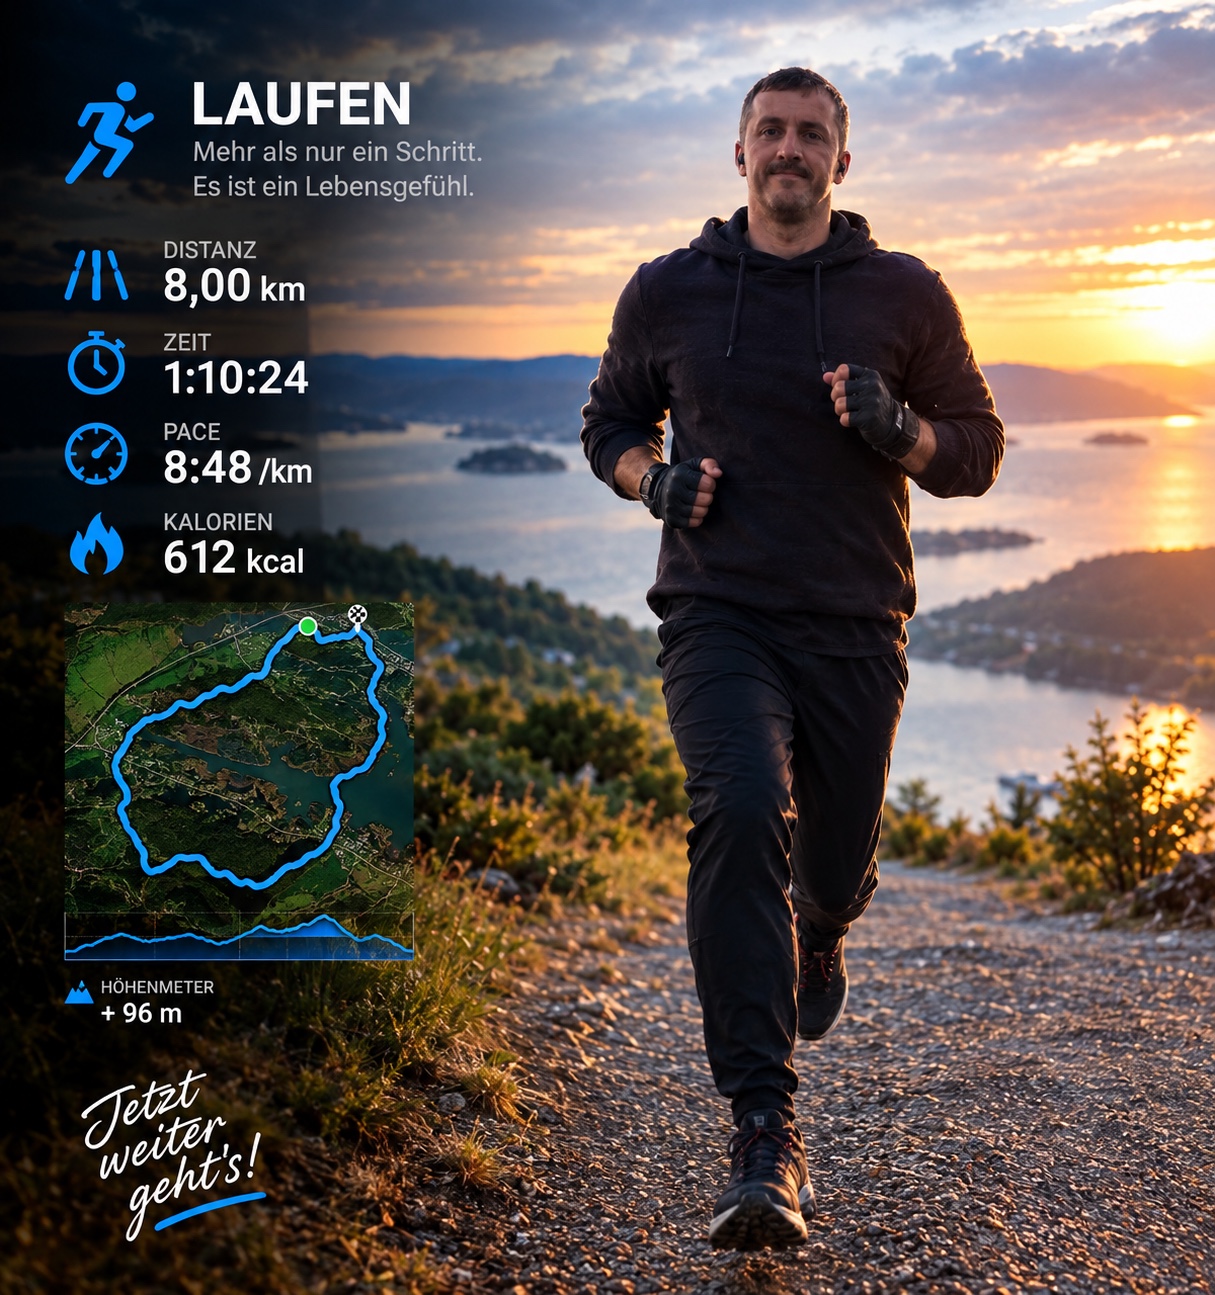 LAUFEN
Mehr als nur ein Schritt.
Es ist ein Lebensgefühl.
DISTANZ
8,00 km
ZEIT
1:10:24
PACE
8:48 /km
KALORIEN
612 kcal
HÖHENMETER
+ 96 m
Jetzt
weiter
geht's!